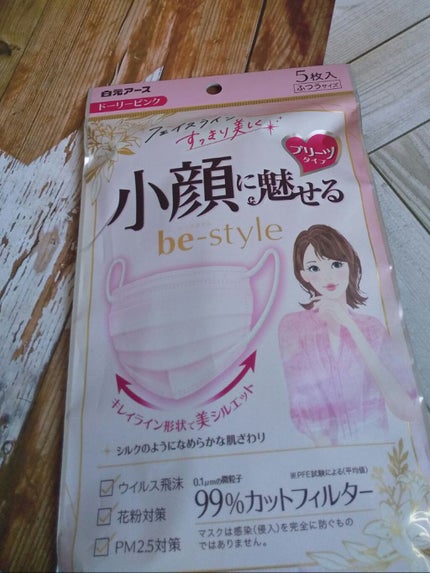 白元アース
5枚入
ふつうサイズ
ドーリーピンク
フェイスライン
すっきり美しく
プリーツ
タイプ
小顔に魅せる
be-style
キレイライン形状で美シルエット
シルクのようになめらかな肌ざわり
ウイルス飛沫
花粉対策
PM2.5対策
0.1μmの微粒子
※PFE試験による(平均値)
99%カットフィルター
マスクは感染(侵入)を完全に防ぐもの
ではありません。